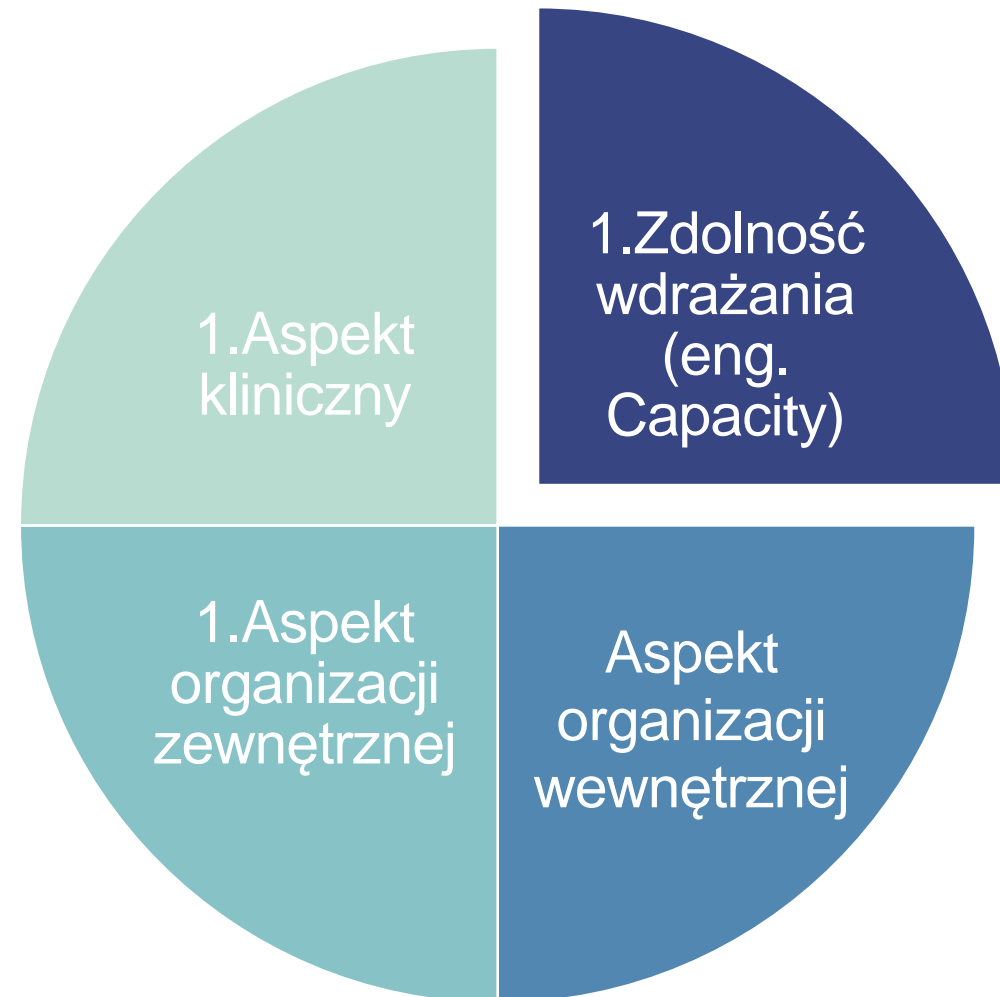 1.Aspekt
kliniczny
1.Zdolność
wdrażania
(eng.
Capacity)
1.Aspekt
organizacji
zewnętrznej
Aspekt
organizacji
wewnętrznej